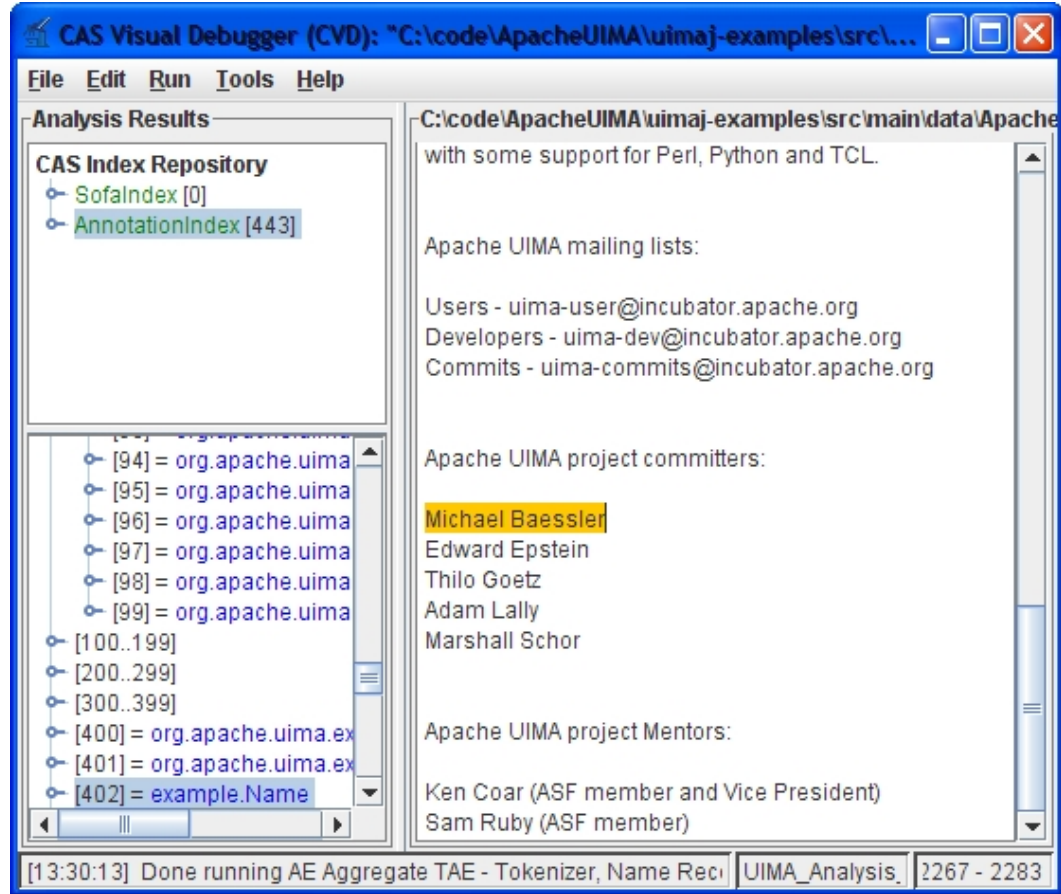 CAS Visual Debugger (CVD): "C:\code\ApacheUIMA\uimaj-examples\src\...
File Edit Run Tools Help
Analysis Results
CAS Index Repository
SofaIndex [0]
AnnotationIndex [443]
[94] = org.apache.uima
[95] = org.apache.uima
[96] = org.apache.uima
[97] = org.apache.uima
[98] = org.apache.uima
[99] = org.apache.uima
[100..199]
[200..299]
[300..399]
[400] = org.apache.uima.ex
[401] = org.apache.uima.ex
[402] = example.Name
C:\code\ApacheUIMA\uimaj-examples\src\main\data\Apache
with some support for Perl, Python and TCL.
Apache UIMA mailing lists:
Users - uima-user@incubator.apache.org
Developers - uima-dev@incubator.apache.org
Commits - uima-commits@incubator.apache.org
Apache UIMA project committers:
Michael Baessler
Edward Epstein
Thilo Goetz
Adam Lally
Marshall Schor
Apache UIMA project Mentors:
Ken Coar (ASF member and Vice President)
Sam Ruby (ASF member)
[13:30:13] Done running AE Aggregate TAE - Tokenizer, Name Rec
UIMA_Analysis_
2267 - 2283